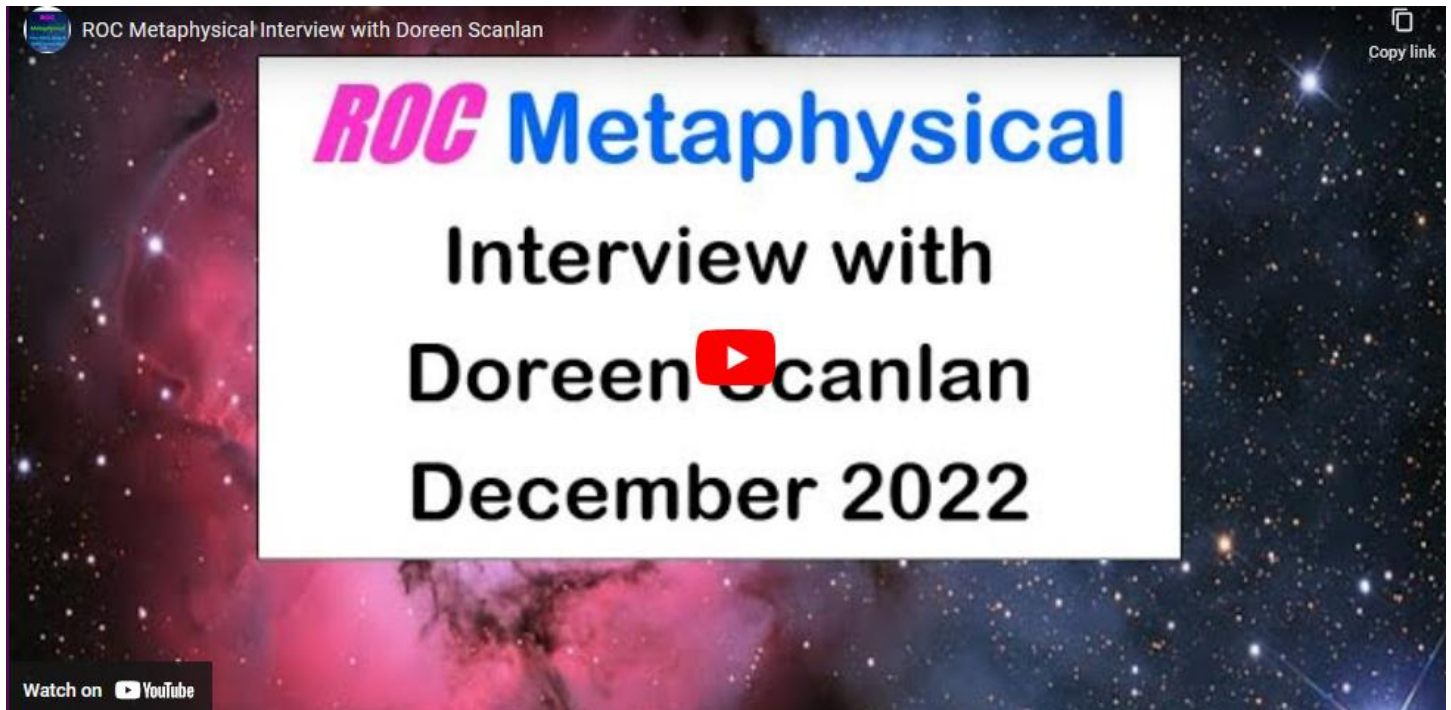 ROC Metaphysical Interview with Doreen Scanlan
Copy link
ROC Metaphysical
Interview with
Doreen Scanlan
December 2022
Watch on YouTube